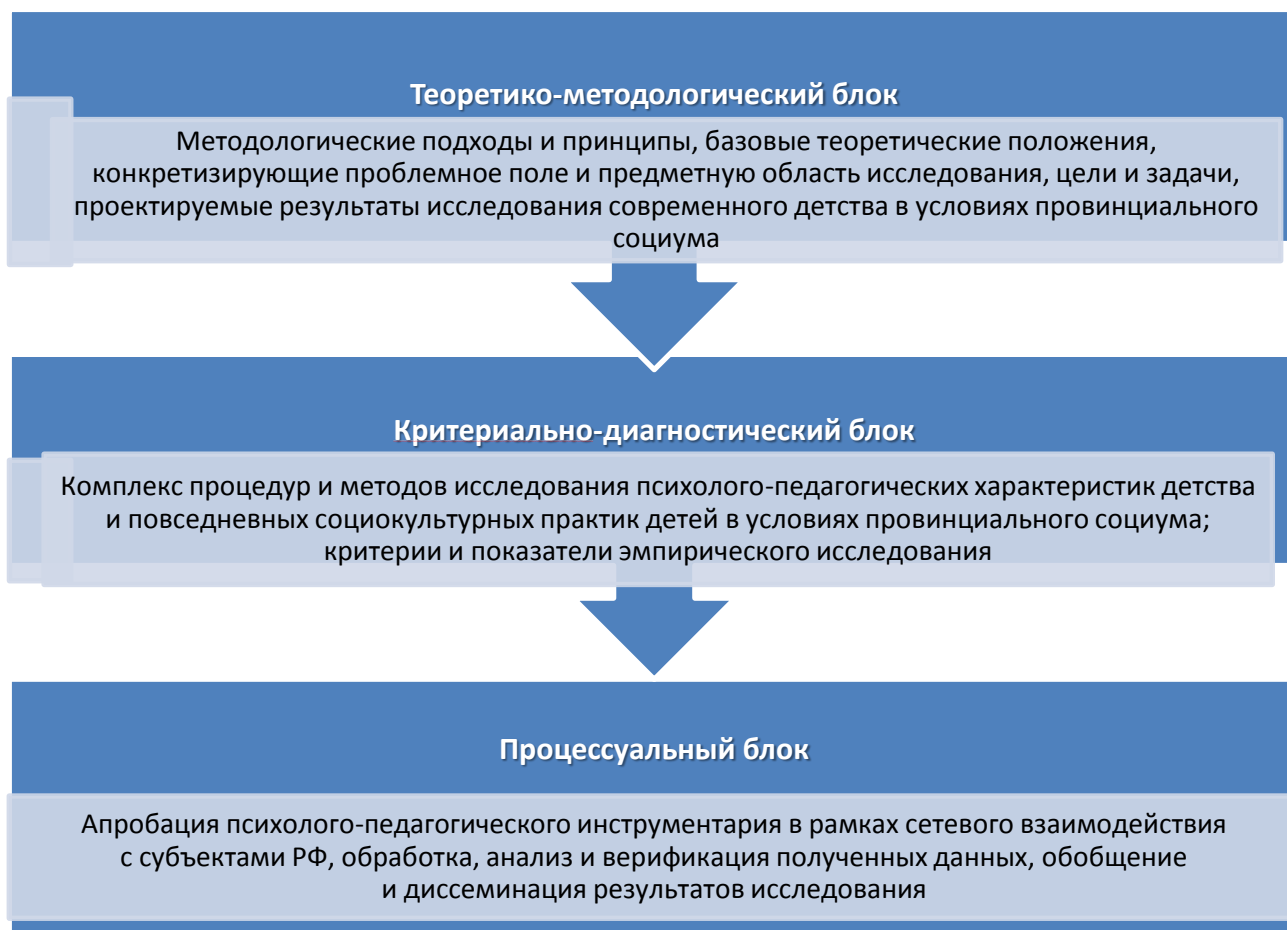 Теоретико-методологический блок
Методологические подходы и принципы, базовые теоретические положения,
конкретизирующие проблемное поле и предметную область исследования, цели и задачи,
проектируемые результаты исследования современного детства в условиях провинциального
социума
Критериально-диагностический блок
Комплекс процедур и методов исследования психолого-педагогических характеристик детства
и повседневных социокультурных практик детей в условиях провинциального социума;
критерии и показатели эмпирического исследования
Процессуальный блок
Апробация психолого-педагогического инструментария в рамках сетевого взаимодействия
с субъектами РФ, обработка, анализ и верификация полученных данных, обобщение
и диссеминация результатов исследования